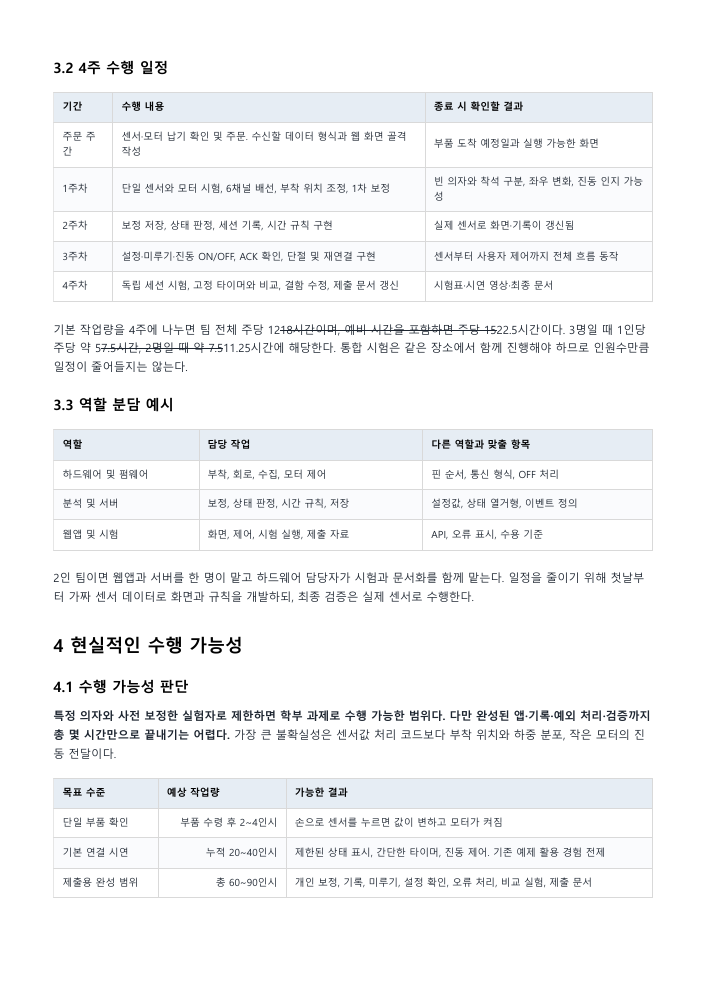 3.2 4주 수행 일정
기간 수행 내용 종료 시 확인할 결과
주문 주간 센서·모터 납기 확인 및 주문. 수신할 데이터 형식과 웹 화면 골격 작성 부품 도착 예정일과 실행 가능한 화면
1주차 단일 센서와 모터 시험, 6채널 배선, 부착 위치 조정, 1차 보정 빈 의자와 착석 구분, 좌우 변화, 진동 인지 가능성
2주차 보정 저장, 상태 판정, 세션 기록, 시간 규칙 구현 실제 센서로 화면·기록이 갱신됨
3주차 설정·미루기·진동 ON/OFF, ACK 확인, 단절 및 재연결 구현 센서부터 사용자 제어까지 전체 흐름 동작
4주차 독립 세션 시험, 고정 타이머와 비교, 결함 수정, 제출 문서 갱신 시험표·시연 영상·최종 문서
기본 작업량을 4주에 나누면 팀 전체 주당 1218시간이며, 예비 시간을 포함하면 주당 1522.5시간이다. 3명일 때 1인당
주당 약 57.5시간, 2명일 때 약 7.511.25시간에 해당한다. 통합 시험은 같은 장소에서 함께 진행해야 하므로 인원수만큼
일정이 줄어들지는 않는다.
3.3 역할 분담 예시
역할 담당 작업 다른 역할과 맞출 항목
하드웨어 및 펌웨어 부착, 회로, 수집, 모터 제어 핀 순서, 통신 형식, OFF 처리
분석 및 서버 보정, 상태 판정, 시간 규칙, 저장 설정값, 상태 열거형, 이벤트 정의
웹앱 및 시험 화면, 제어, 시험 실행, 제출 자료 API, 오류 표시, 수용 기준
2인 팀이면 웹앱과 서버를 한 명이 맡고 하드웨어 담당자가 시험과 문서화를 함께 맡는다. 일정을 줄이기 위해 첫날부
터 가짜 센서 데이터로 화면과 규칙을 개발하되, 최종 검증은 실제 센서로 수행한다.
4 현실적인 수행 가능성
4.1 수행 가능성 판단
특정 의자와 사전 보정한 실험자로 제한하면 학부 과제로 수행 가능한 범위다. 다만 완성된 앱·기록·예외 처리·검증까지
총 몇 시간만으로 끝내기는 어렵다. 가장 큰 불확실성은 센서값 처리 코드보다 부착 위치와 하중 분포, 작은 모터의 진
동 전달이다.
목표 수준 예상 작업량 가능한 결과
단일 부품 확인 부품 수령 후 2~4인시 손으로 센서를 누르면 값이 변하고 모터가 켜짐
기본 연결 시연 누적 20~40인시 제한된 상태 표시, 간단한 타이머, 진동 제어. 기존 예제 활용 경험 전제
제출용 완성 범위 총 60~90인시 개인 보정, 기록, 미루기, 설정 확인, 오류 처리, 비교 실험, 제출 문서